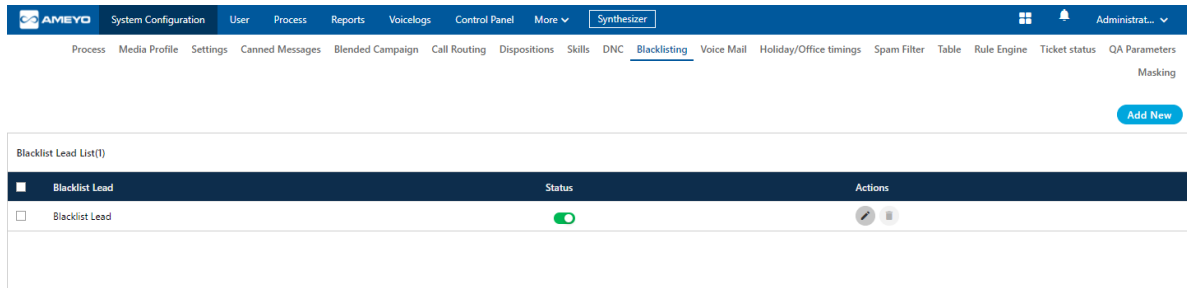 AMEYO System Configuration User Process Reports Voicelogs Control Panel More Synthesizer Administrat...
Process Media Profile Settings Canned Messages Blended Campaign Call Routing Dispositions Skills DNC Blacklisting Voice Mail Holiday/Office timings Spam Filter Table Rule Engine Ticket status QA Parameters
Masking
Add New
Blacklist Lead List(1)
Blacklist Lead Status Actions
Blacklist Lead